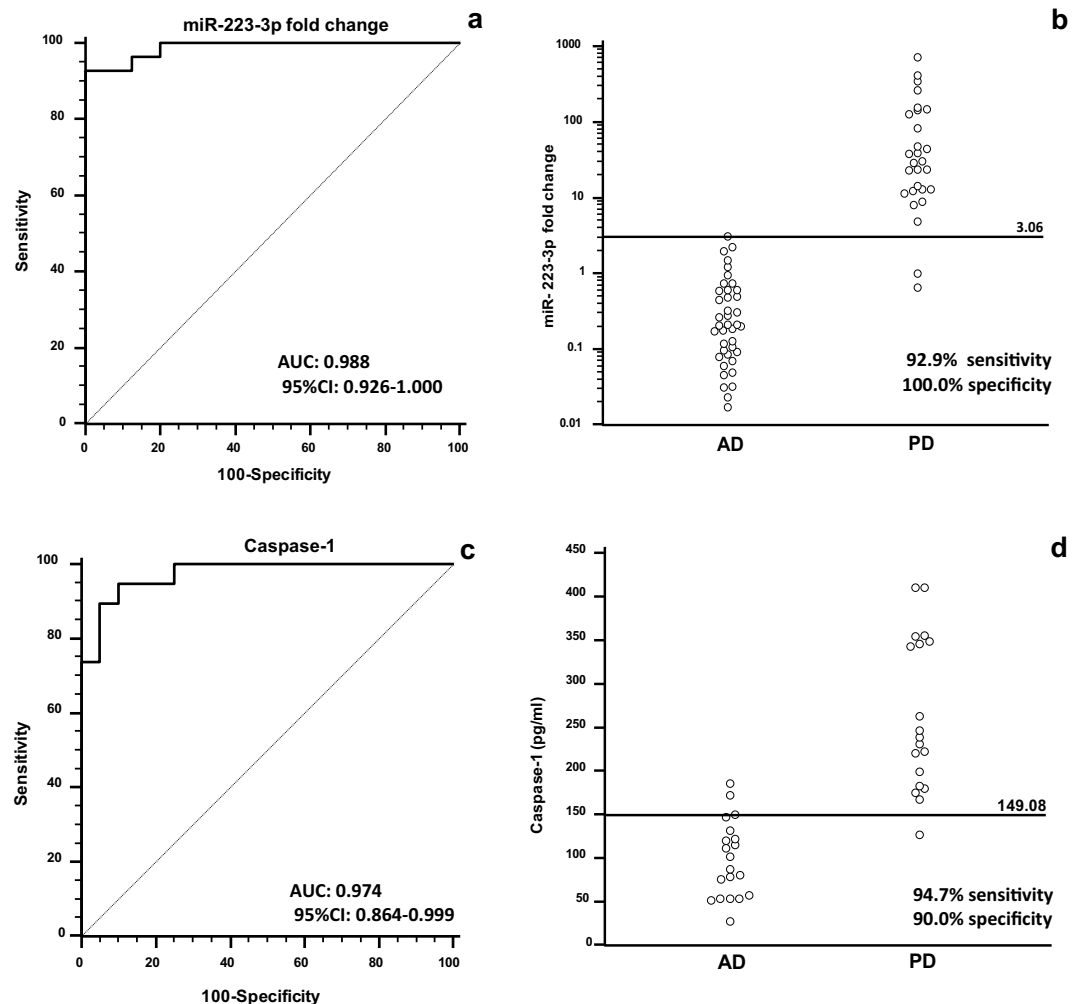 a
miR-223-3p fold change
100
80
60
40
20
0
Sensitivity
AUC: 0.988
95%CI: 0.926-1.000
0 20 40 60 80 100
100-Specificity
b
1000
100
10
1
0.1
0.01
miR- 223-3p fold change
3.06
92.9% sensitivity
100.0% specificity
AD PD
c
Caspase-1
100
80
60
40
20
0
Sensitivity
AUC: 0.974
95%CI: 0.864-0.999
0 20 40 60 80 100
100-Specificity
d
450
400
350
300
250
200
150
100
50
0
Caspase-1 (pg/ml)
149.08
94.7% sensitivity
90.0% specificity
AD PD